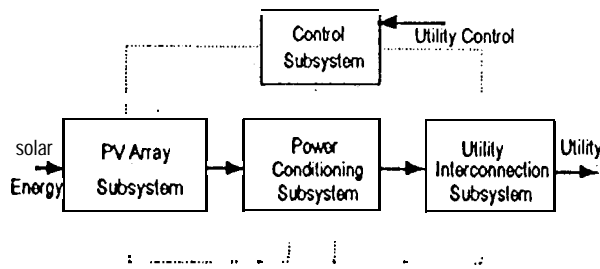 Control
Subsystem
Utility Control
solar
Energy
PV Array
Subsystem
Power
Conditioning
Subsystem
Utility
Interconnection
Subsystem
Utility